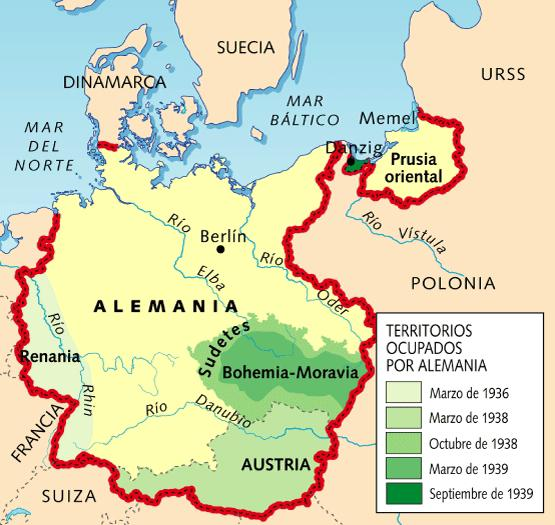 SUECIA
DINAMARCA
URSS
MAR
BÁLTICO
Memel
MAR
DEL
NORTE
Danzig
Prusia
oriental
Río
Vístula
Río
Berlín
Río
Elba
Oder
POLONIA
ALEMANIA
Río
Rhin
Renania
Sudetes
Bohemia-Moravia
Río
Danubio
FRANCIA
AUSTRIA
SUIZA
TERRITORIOS
OCUPADOS
POR ALEMANIA
Marzo de 1936
Marzo de 1938
Octubre de 1938
Marzo de 1939
Septiembre de 1939